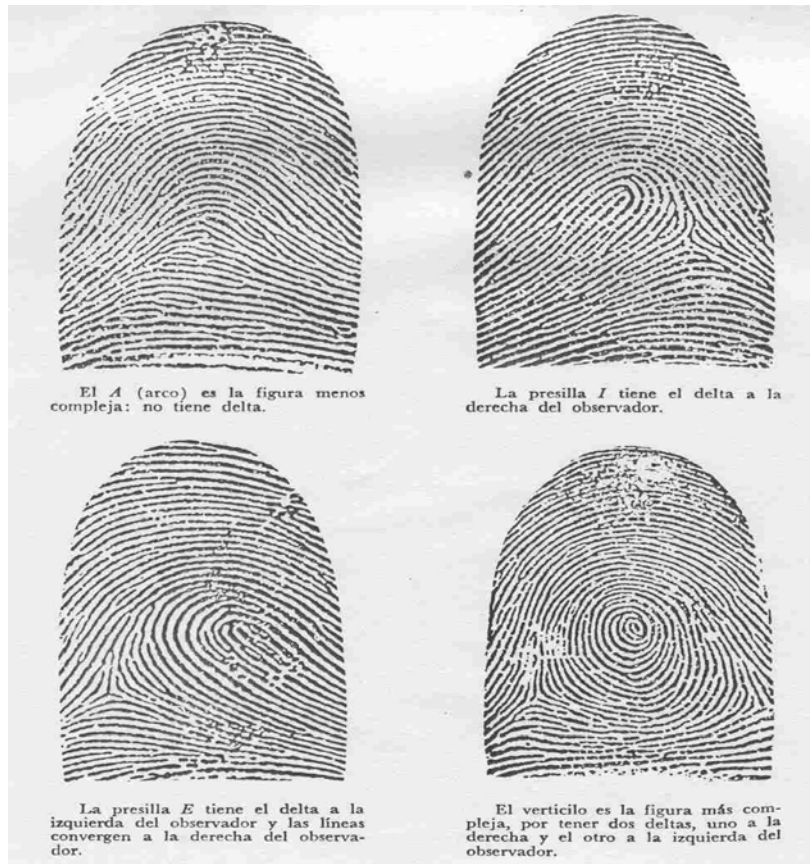 El A (arco) es la figura menos
compleja: no tiene delta.
La presilla I tiene el delta a la
derecha del observador.
La presilla E tiene el delta a la
izquierda del observador y las líneas
convergen a la derecha del observa-
dor.
El verticilo es la figura más com-
pleja, por tener dos deltas, uno a la
derecha y el otro a la izquierda del
observador.